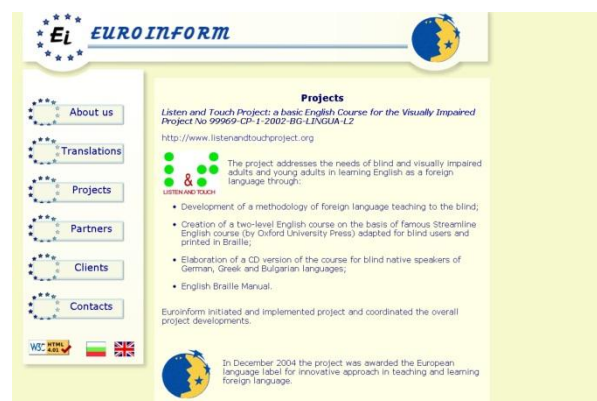 Ei EUROINFORM
About us
Translations
Projects
Partners
Clients
Contacts
W3C HTML 4.01
Projects
Listen and Touch Project: a basic English Course for the Visually Impaired
Project No 99969-CP-1-2002-BG-LINGUA-L2
http://www.listenandtouchproject.org
&
LISTEN AND TOUCH
The project addresses the needs of blind and visually impaired
adults and young adults in learning English as a foreign
language through:
• Development of a methodology of foreign language teaching to the blind;
• Creation of a two-level English course on the basis of famous Streamline
English course (by Oxford University Press) adapted for blind users and
printed in Braille;
• Elaboration of a CD version of the course for blind native speakers of
German, Greek and Bulgarian languages;
• English Braille Manual.
Euroinform initiated and implemented project and coordinated the overall
project developments.
In December 2004 the project was awarded the European
language label for innovative approach in teaching and learning
foreign language.